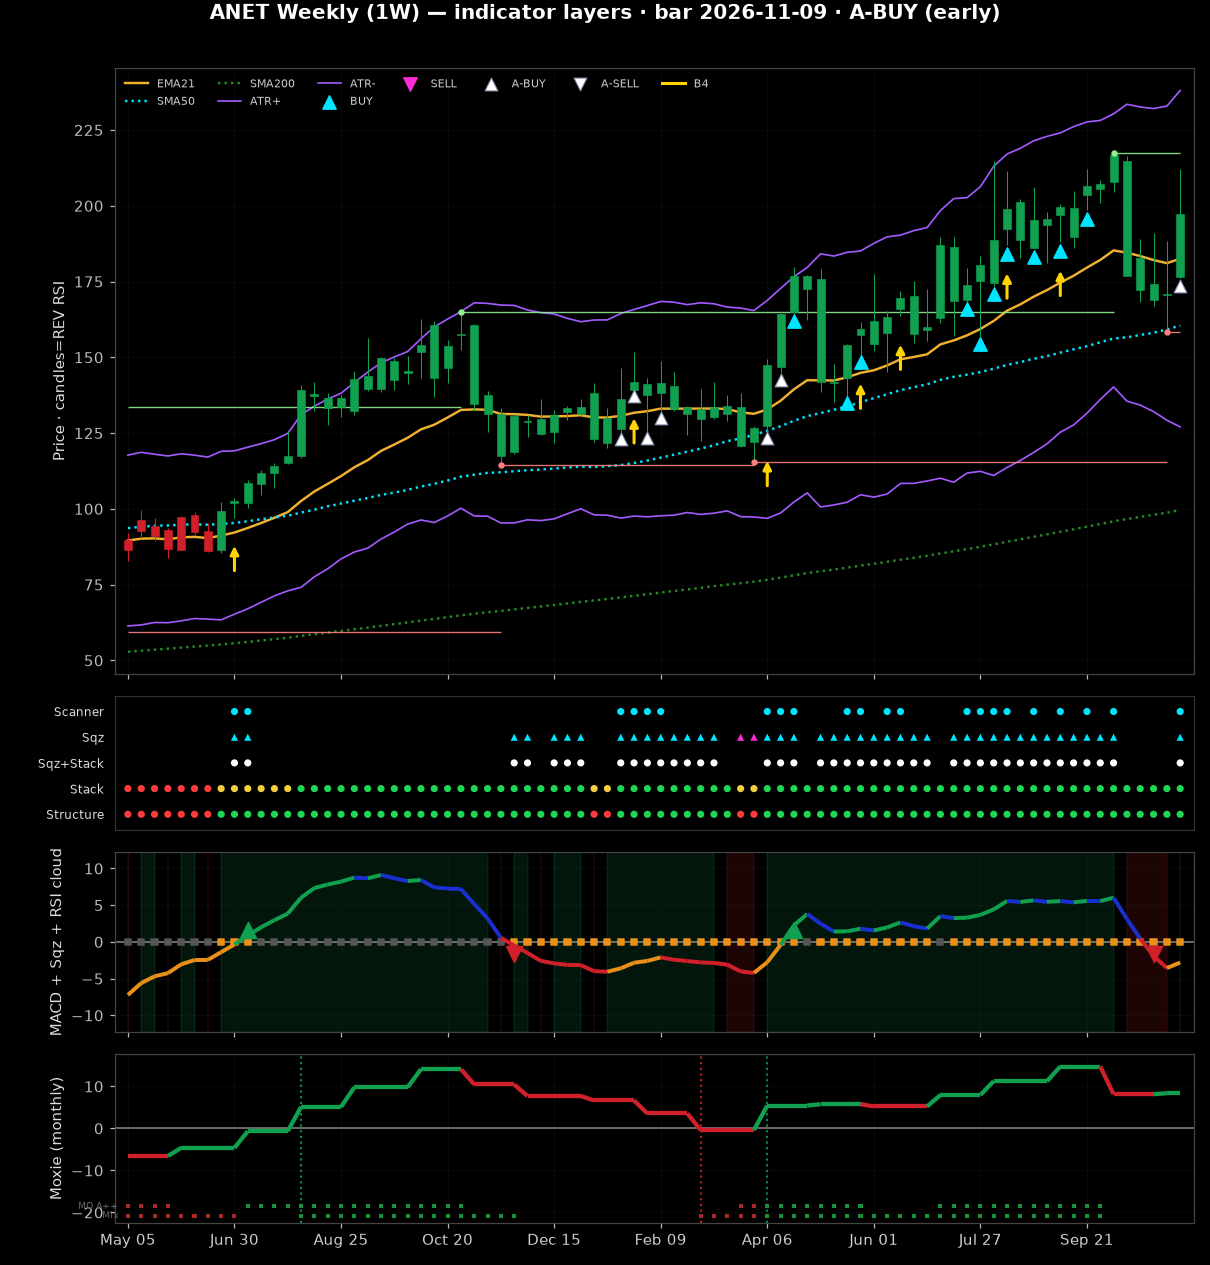 ANET Weekly (1W) — indicator layers · bar 2026-11-09 · A-BUY (early)
EMA21 SMA200 ATR- SELL A-BUY A-SELL B4
SMA50 ATR+ BUY
Price · candles=REV RSI
225
200
175
150
125
100
75
50
Scanner
Sqz
Sqz+Stack
Stack
Structure
MACD + Sqz + RSI cloud
10
5
0
−5
−10
Moxie (monthly)
10
0
−10
−20
May 05 Jun 30 Aug 25 Oct 20 Dec 15 Feb 09 Apr 06 Jun 01 Jul 27 Sep 21